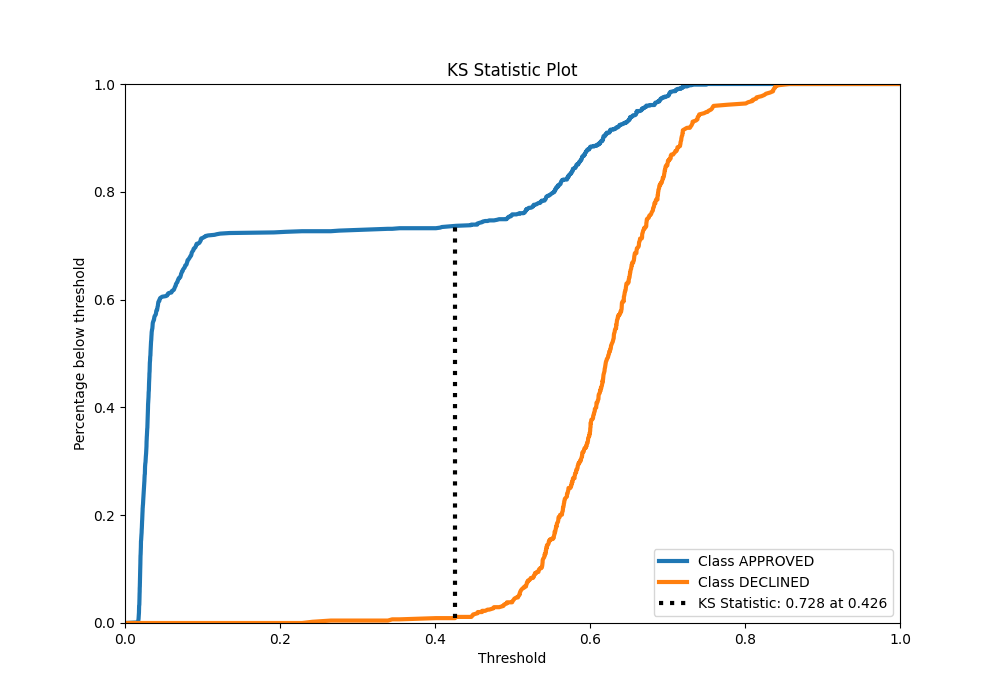 KS Statistic Plot
1.0
0.8
0.6
0.4
0.2
0.0
Percentage below threshold
0.0 0.2 0.4 0.6 0.8 1.0
Threshold
Class APPROVED
Class DECLINED
KS Statistic: 0.728 at 0.426